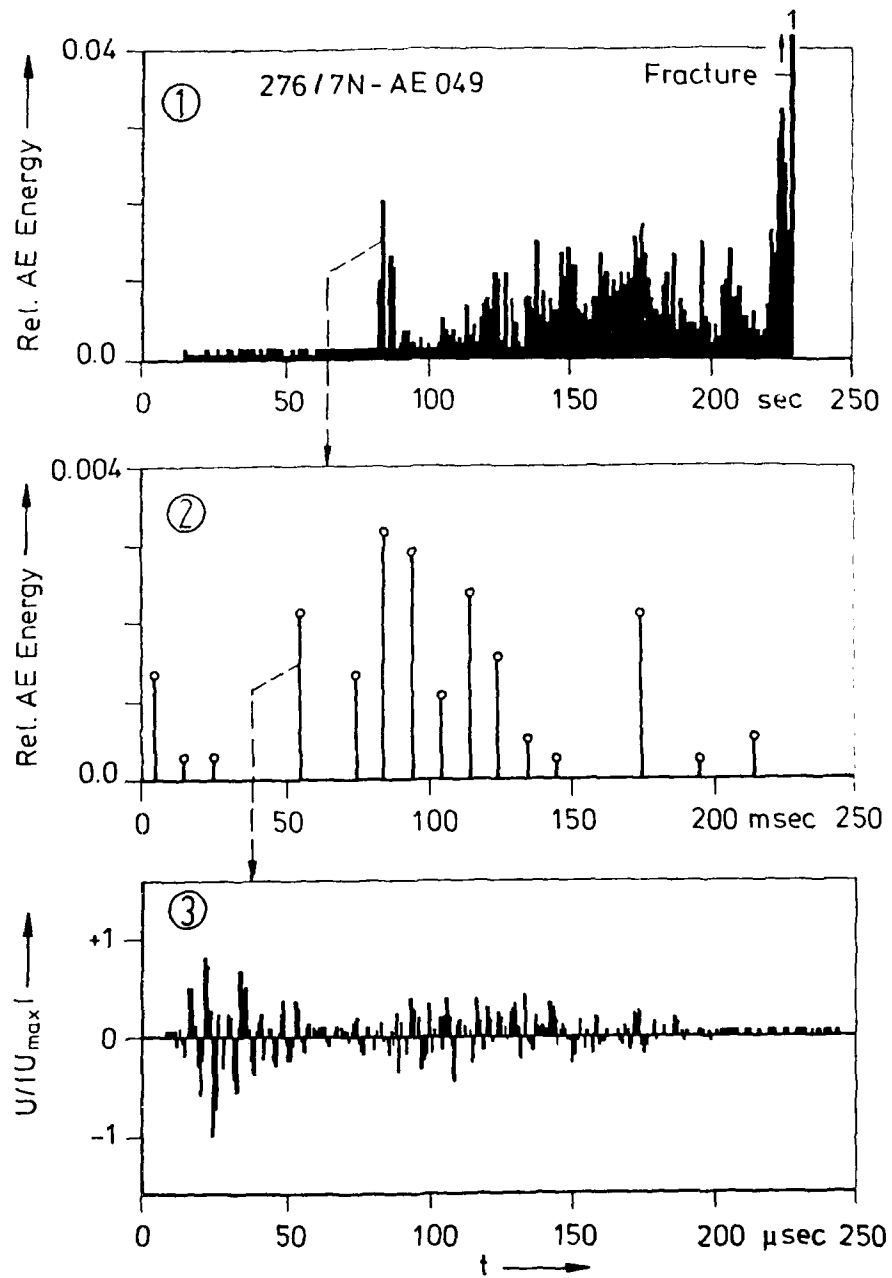 1
0.04
Fracture
① 276/7N-AE 049
Rel. AE Energy
0.0
0 50 100 150 200 sec 250
0.004
②
Rel. AE Energy
0.0
0 50 100 150 200 msec 250
③
+1
0
U/|Umax|
-1
0 50 100 150 200 μsec 250
t